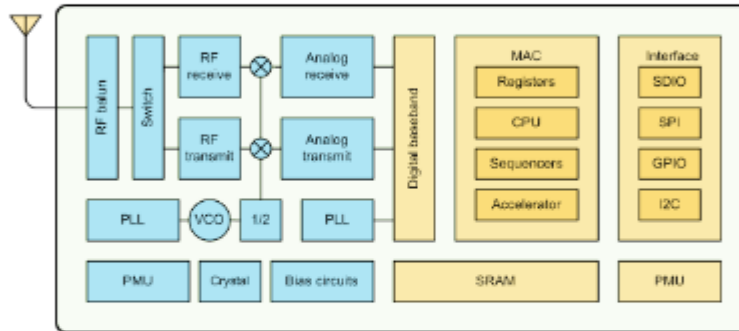 RF balun
Switch
RF
receive
Analog
receive
RF
transmit
Analog
transmit
PLL
VCO
1/2
PLL
Digital baseband
MAC
Registers
CPU
Sequencers
Accelerator
Interface
SDIO
SPI
GPIO
I2C
PMU
Crystal
Bias circuits
SRAM
PMU